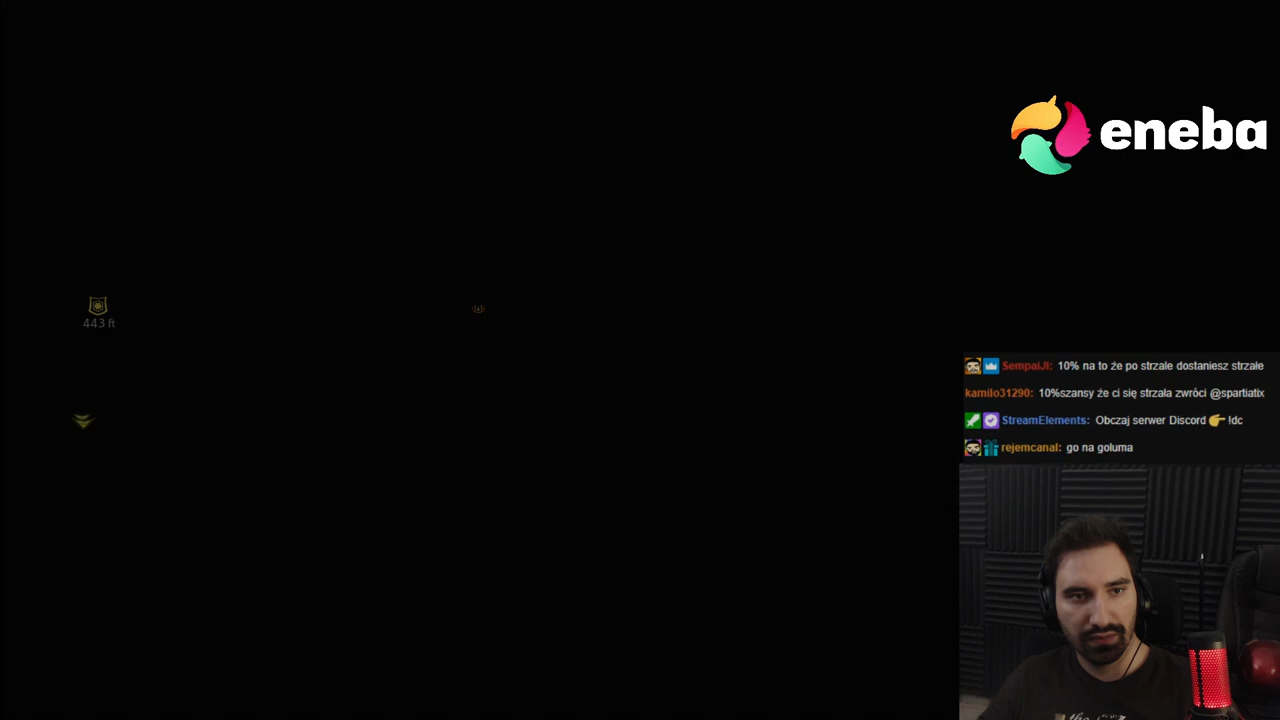 eneba
443 ft
SempaiJI: 10% na to że po strzale dostaniesz strzałe
kamilo31290: 10%szansy że ci się strzała zwróci @spartiatix
StreamElements: Obczaj serwer Discord 👉 !dc
rejemcanal: go na goluma
the